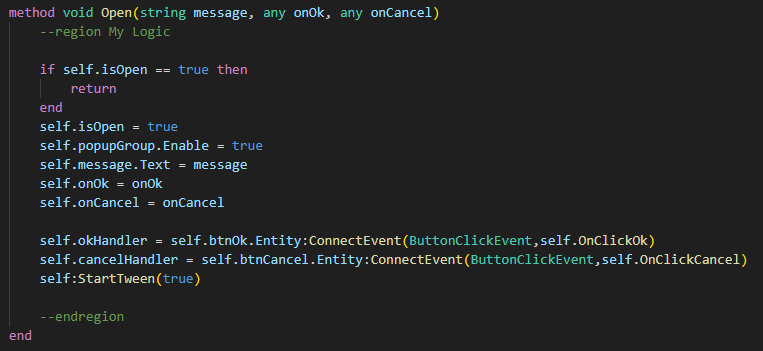 method void Open(string message, any onOk, any onCancel)
--region My Logic
if self.isOpen == true then
return
end
self.isOpen = true
self.popupGroup.Enable = true
self.message.Text = message
self.onOk = onOk
self.onCancel = onCancel
self.okHandler = self.btnOk.Entity:ConnectEvent(ButtonClickEvent,self.OnClickOk)
self.cancelHandler = self.btnCancel.Entity:ConnectEvent(ButtonClickEvent,self.OnClickCancel)
self:StartTween(true)
--endregion
end